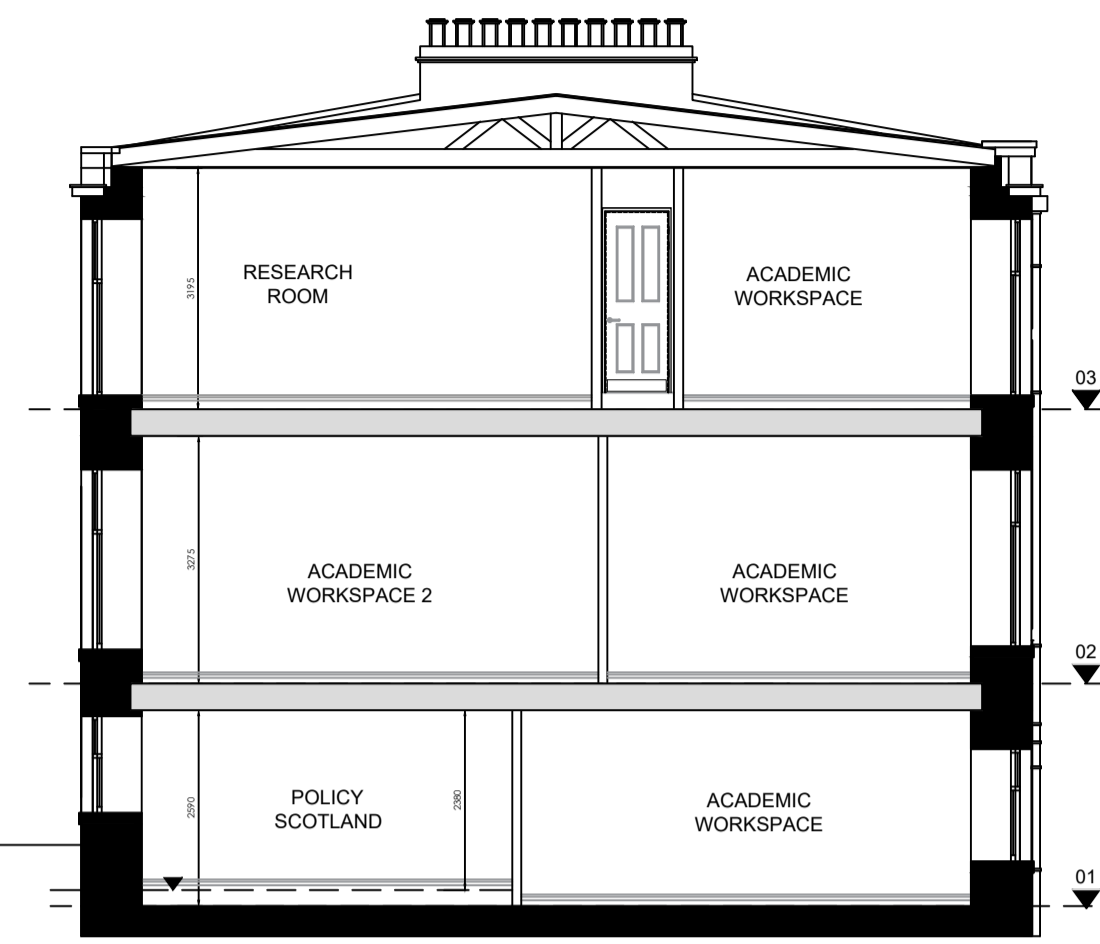 RESEARCH
ROOM
ACADEMIC
WORKSPACE
3195
03
ACADEMIC
WORKSPACE 2
ACADEMIC
WORKSPACE
3275
02
POLICY
SCOTLAND
ACADEMIC
WORKSPACE
2590
2380
01